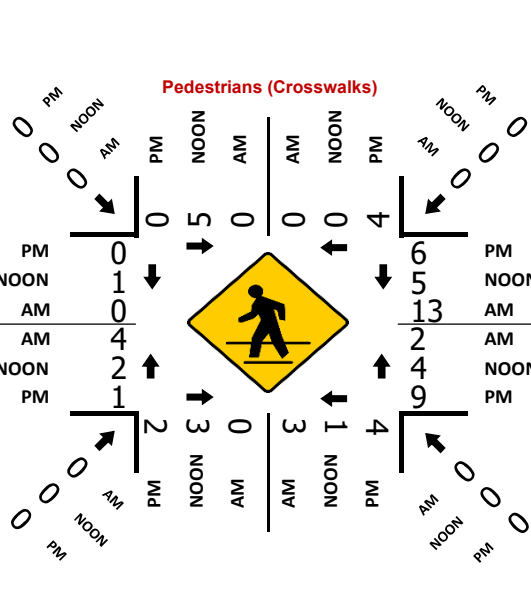 Pedestrians (Crosswalks)
PM NOON AM
0 0 0
PM NOON AM AM NOON PM
0 5 0 0 0 4
PM NOON AM
0 0 0
PM 0 6 PM
NOON 1 5 NOON
AM 0 13 AM
AM 4 2 AM
NOON 2 4 NOON
PM 1 9 PM
2 3 0 3 1 4
PM NOON AM AM NOON PM
0 0 0
AM NOON PM
0 0 0
AM NOON PM